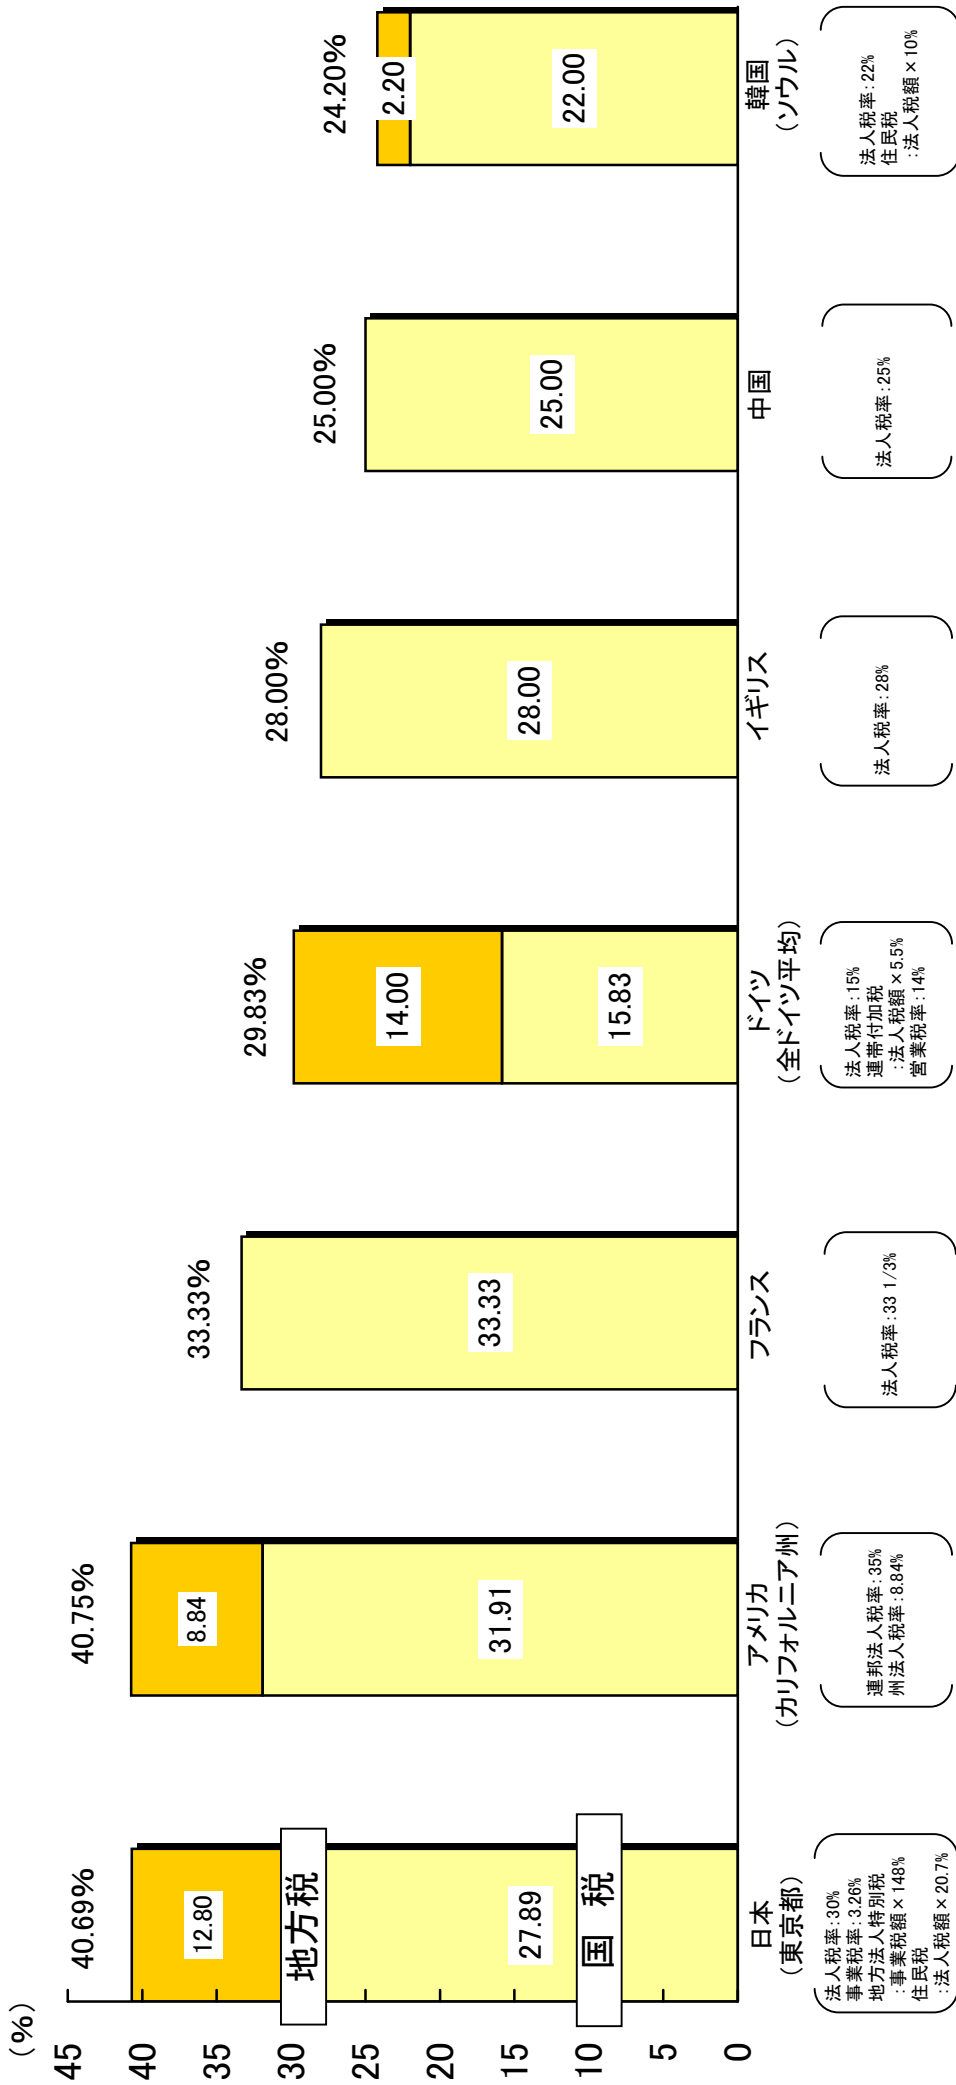 (%)
45
40
35
30
25
20
15
10
5
0
40.69%
12.80
地方税
27.89
国 税
日本
(東京都)
法人税率:30%
事業税率:3.26%
地方法人特別税
:事業税額×148%
住民税
:法人税額×20.7%
40.75%
8.84
31.91
アメリカ
(カリフォルニア州)
連邦法人税率:35%
州法人税率:8.84%
33.33%
33.33
フランス
法人税率:33 1/3%
29.83%
14.00
15.83
ドイツ
(全ドイツ平均)
法人税率:15%
連帯付加税
:法人税額×5.5%
営業税率:14%
28.00%
28.00
イギリス
法人税率:28%
25.00%
25.00
中国
法人税率:25%
24.20%
2.20
22.00
韓国
(ソウル)
法人税率:22%
住民税
:法人税額×10%